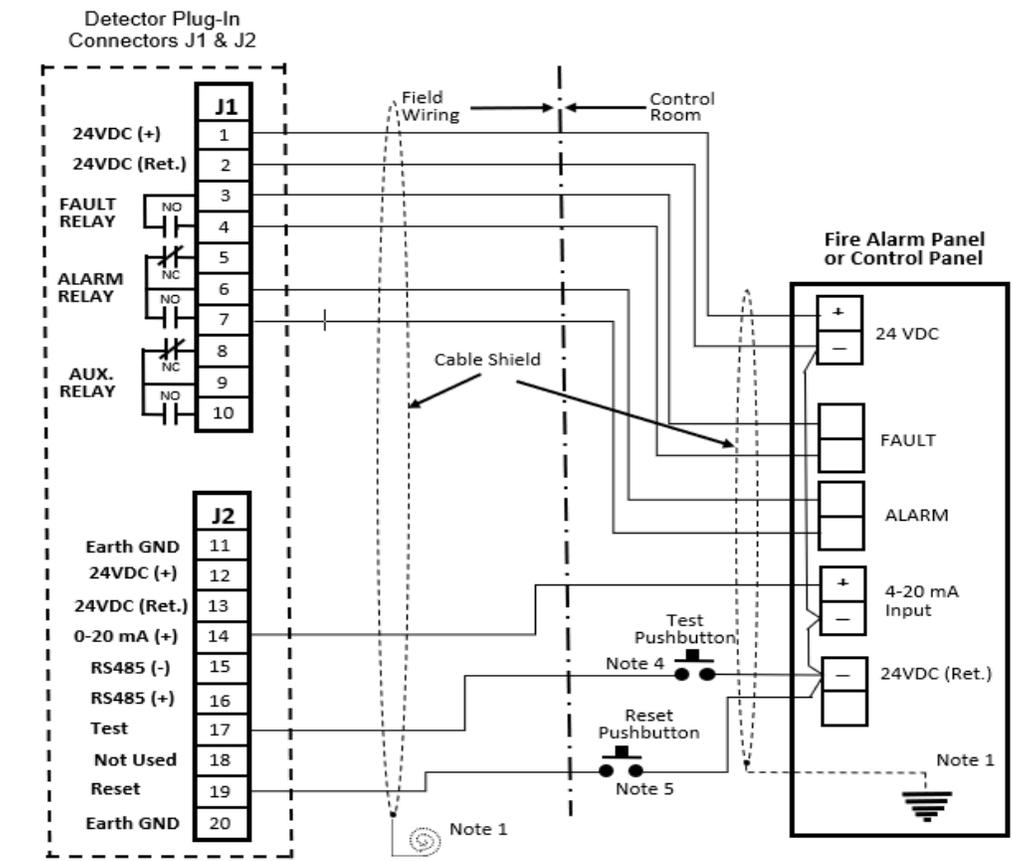 Detector Plug-In
Connectors J1 & J2
J1
24VDC (+) 1
24VDC (Ret.) 2
FAULT
RELAY
NO
3
4
ALARM
RELAY
NC
NO
5
6
7
AUX.
RELAY
NC
NO
8
9
10
J2
Earth GND 11
24VDC (+) 12
24VDC (Ret.) 13
0-20 mA (+) 14
RS485 (-) 15
RS485 (+) 16
Test 17
Not Used 18
Reset 19
Earth GND 20
Field
Wiring
Control
Room
Cable Shield
Test
Pushbutton
Note 4
Reset
Pushbutton
Note 5
Note 1
Fire Alarm Panel
or Control Panel
+
− 24 VDC
FAULT
ALARM
+
− 4-20 mA
Input
− 24VDC (Ret.)
Note 1